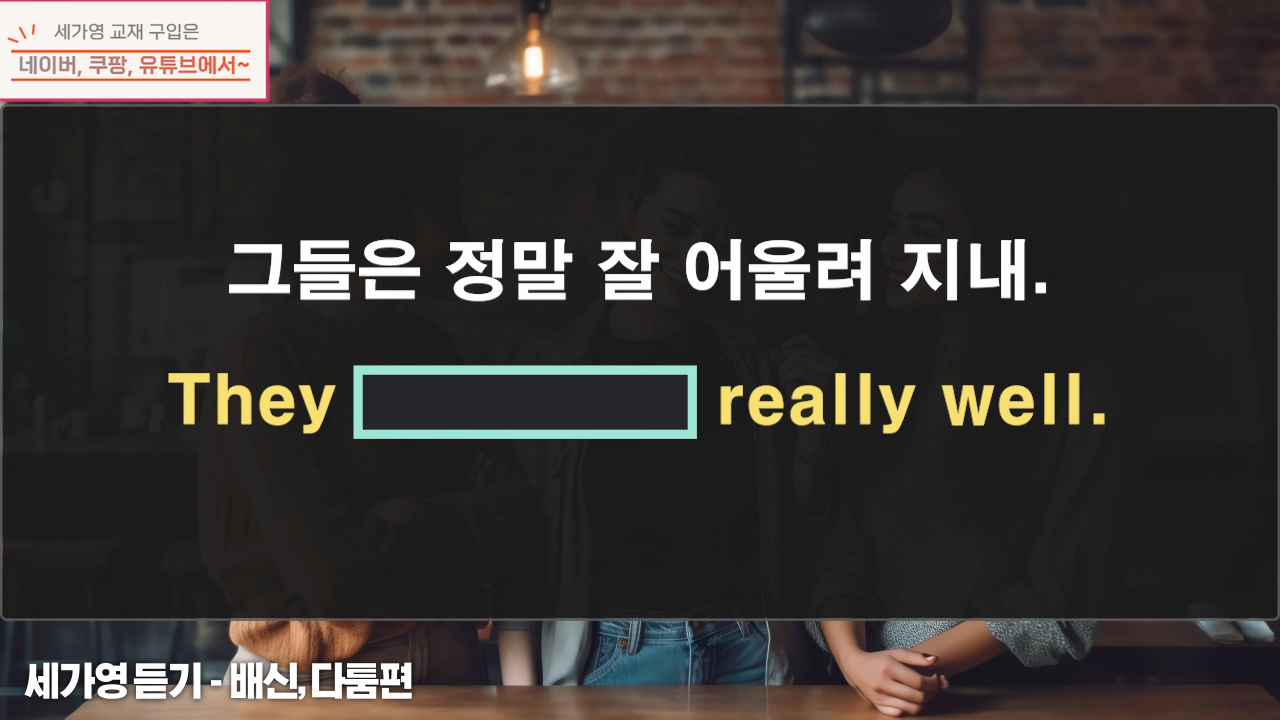 세가영 교재 구입은
네이버, 쿠팡, 유튜브에서~
그들은 정말 잘 어울려 지내.
They really well.
세가영 듣기 - 배신, 다툼편